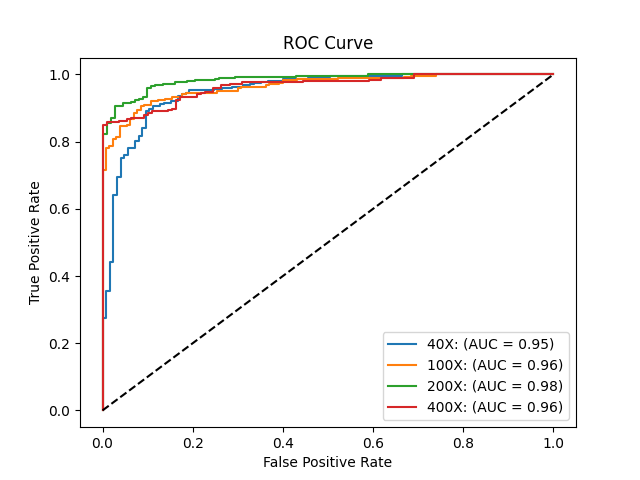 ROC Curve
True Positive Rate
1.0
0.8
0.6
0.4
0.2
0.0
0.0 0.2 0.4 0.6 0.8 1.0
False Positive Rate
40X: (AUC = 0.95)
100X: (AUC = 0.96)
200X: (AUC = 0.98)
400X: (AUC = 0.96)